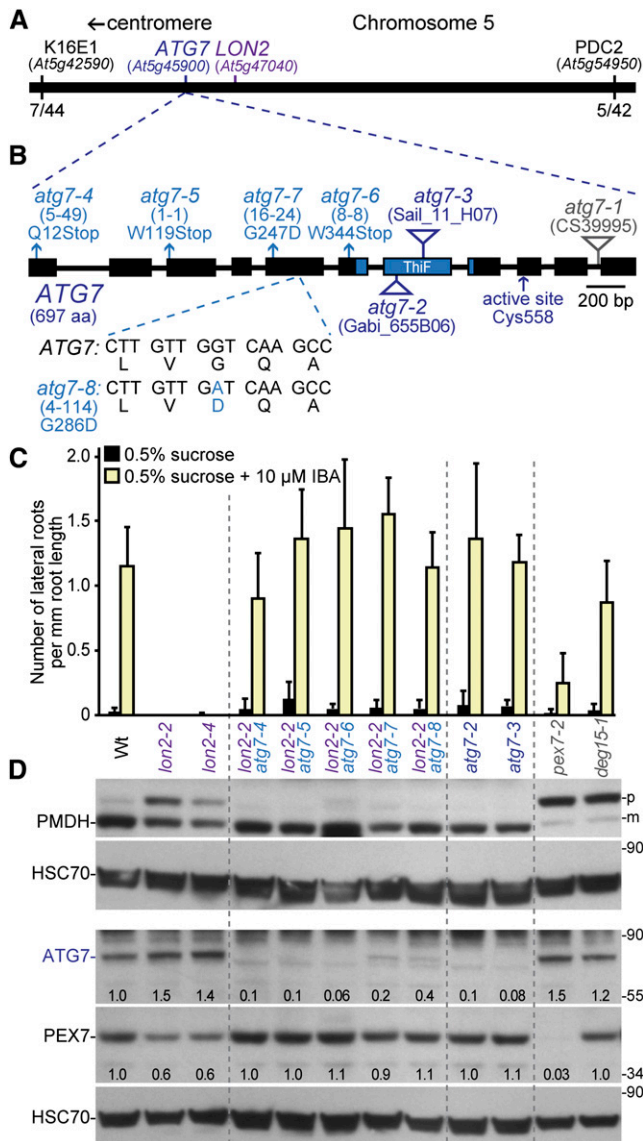 A
←centromere Chromosome 5
K16E1 ATG7 LON2 PDC2
(At5g42590) (At5g45900) (At5g47040) (At5g54950)
7/44 5/42
B
atg7-4 atg7-5 atg7-7 atg7-6 atg7-3 atg7-1
(5-49) (1-1) (16-24) (8-8) (Sail_11_H07) (CS39995)
Q12Stop W119Stop G247D W344Stop
ThiF
ATG7 atg7-2 active site 200 bp
(697 aa) (Gabi_655B06) Cys558
ATG7: CTT GTT GGT CAA GCC
L V G Q A
atg7-8: CTT GTT GAT CAA GCC
(4-114) L V D Q A
G286D
C
0.5% sucrose
0.5% sucrose + 10 µM IBA
Number of lateral roots
per mm root length
2.0
1.5
1.0
0.5
0
Wt
lon2-2
lon2-4
lon2-2
atg7-4
lon2-2
atg7-5
lon2-2
atg7-6
lon2-2
atg7-7
lon2-2
atg7-8
atg7-2
atg7-3
pex7-2
deg15-1
D
PMDH- -p
-m
HSC70- -90
ATG7- -90
1.0 1.5 1.4 0.1 0.1 0.06 0.2 0.4 0.1 0.08 1.5 1.2 -55
PEX7-
1.0 0.6 0.6 1.0 1.0 1.1 0.9 1.1 1.0 1.1 0.03 1.0 -34
HSC70- -90